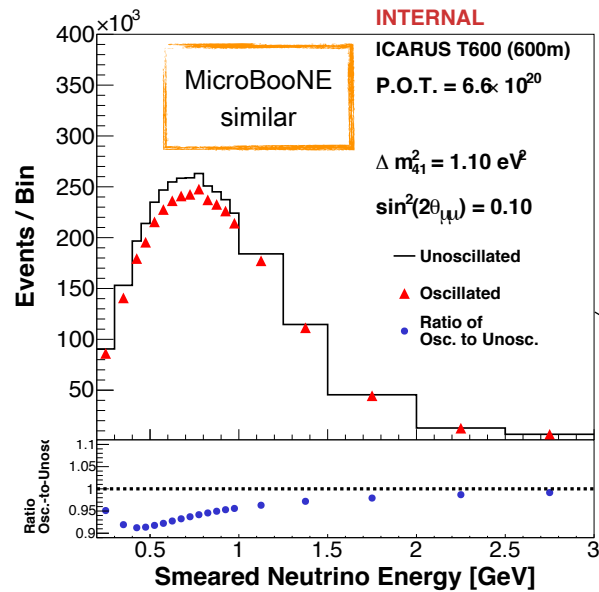 ×10³
INTERNAL
400
ICARUS T600 (600m)
MicroBooNE
similar
P.O.T. = 6.6× 10²⁰
350
300
Δ m²₄₁ = 1.10 eV²
250
sin²(2θ_μμ) = 0.10
200
Unoscillated
150
Oscillated
100
Ratio of
Osc. to Unosc.
50
Events / Bin
1.1
1.05
1
0.95
0.9
Ratio
Osc.-to-Unosc
0.5 1 1.5 2 2.5 3
Smeared Neutrino Energy [GeV]